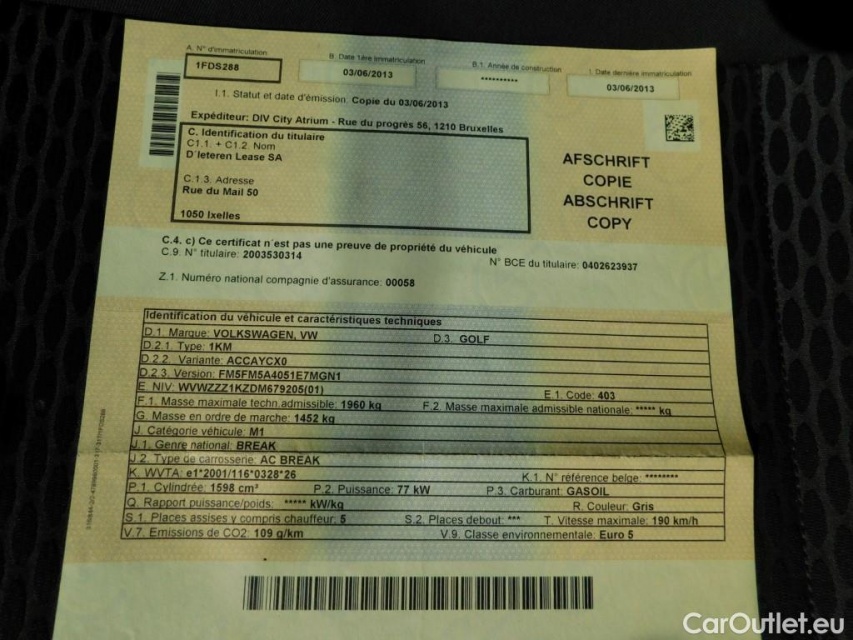 A. N° d'immatriculation
1FDS288
B. Date 1ère immatriculation
03/06/2013
B.1. Année de construction
*********
I. Date dernière immatriculation
03/06/2013
I.1. Statut et date d'émission: Copie du 03/06/2013
Expéditeur: DIV City Atrium - Rue du progrès 56, 1210 Bruxelles
C. Identification du titulaire
C1.1. + C1.2. Nom
D'Ieteren Lease SA
C.1.3. Adresse
Rue du Mail 50
1050 Ixelles
AFSCHRIFT
COPIE
ABSCHRIFT
COPY
C.4. c) Ce certificat n'est pas une preuve de propriété du véhicule
C.9. N° titulaire: 2003530314
N° BCE du titulaire: 0402623937
Z.1. Numéro national compagnie d'assurance: 00058
Identification du véhicule et caractéristiques techniques
D.1. Marque: VOLKSWAGEN, VW
D.3. GOLF
D.2.1. Type: 1KM
D.2.2. Variante: ACCAYCX0
D.2.3. Version: FM5FM5A4051E7MGN1
E. NIV: WVWZZZ1KZDM679205(01)
E.1. Code: 403
F.1. Masse maximale techn.admissible: 1960 kg
F.2. Masse maximale admissible nationale: ***** kg
G. Masse en ordre de marche: 1452 kg
J. Catégorie véhicule: M1
J.1. Genre national: BREAK
J.2. Type de carrosserie: AC BREAK
K. WVTA: e1*2001/116*0328*26
K.1. N° référence belge: ********
P.1. Cylindrée: 1598 cm³
P.2. Puissance: 77 kW
P.3. Carburant: GASOIL
Q. Rapport puissance/poids: ***** kW/kg
R. Couleur: Gris
S.1. Places assises y compris chauffeur: 5
S.2. Places debout: ***
T. Vitesse maximale: 190 km/h
V.7. Emissions de CO2: 109 g/km
V.9. Classe environnementale: Euro 5
CarOutlet.eu